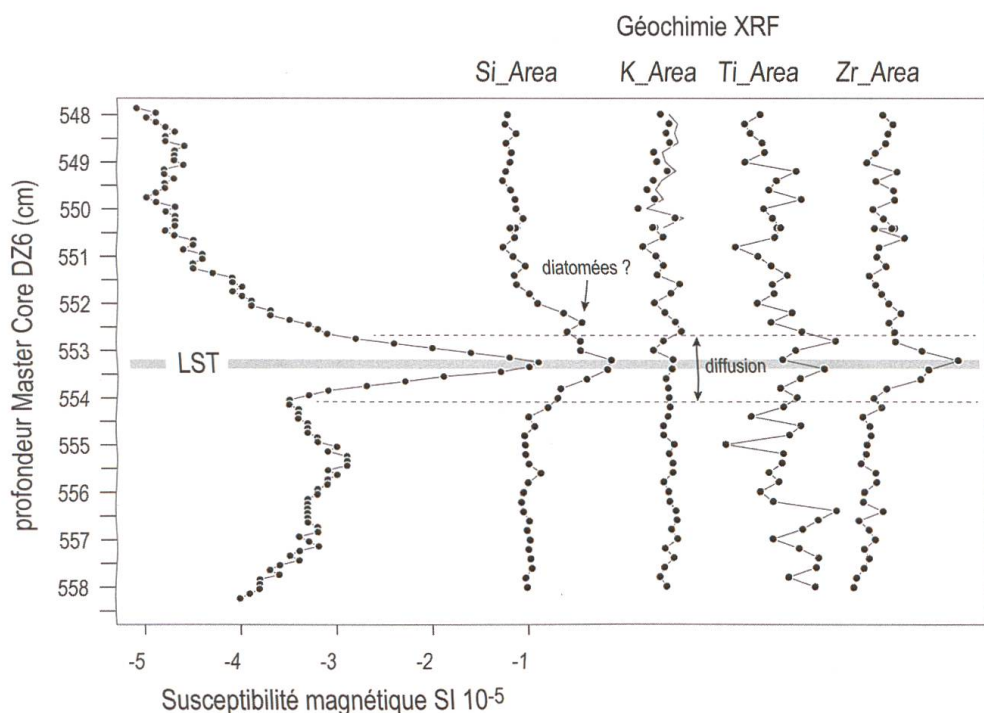 Géochimie XRF
Si_Area K_Area Ti_Area Zr_Area
profondeur Master Core DZ6 (cm)
548
549
550
551
552
553
554
555
556
557
558
diatomées ?
LST
diffusion
-5 -4 -3 -2 -1
Susceptibilité magnétique SI 10-5